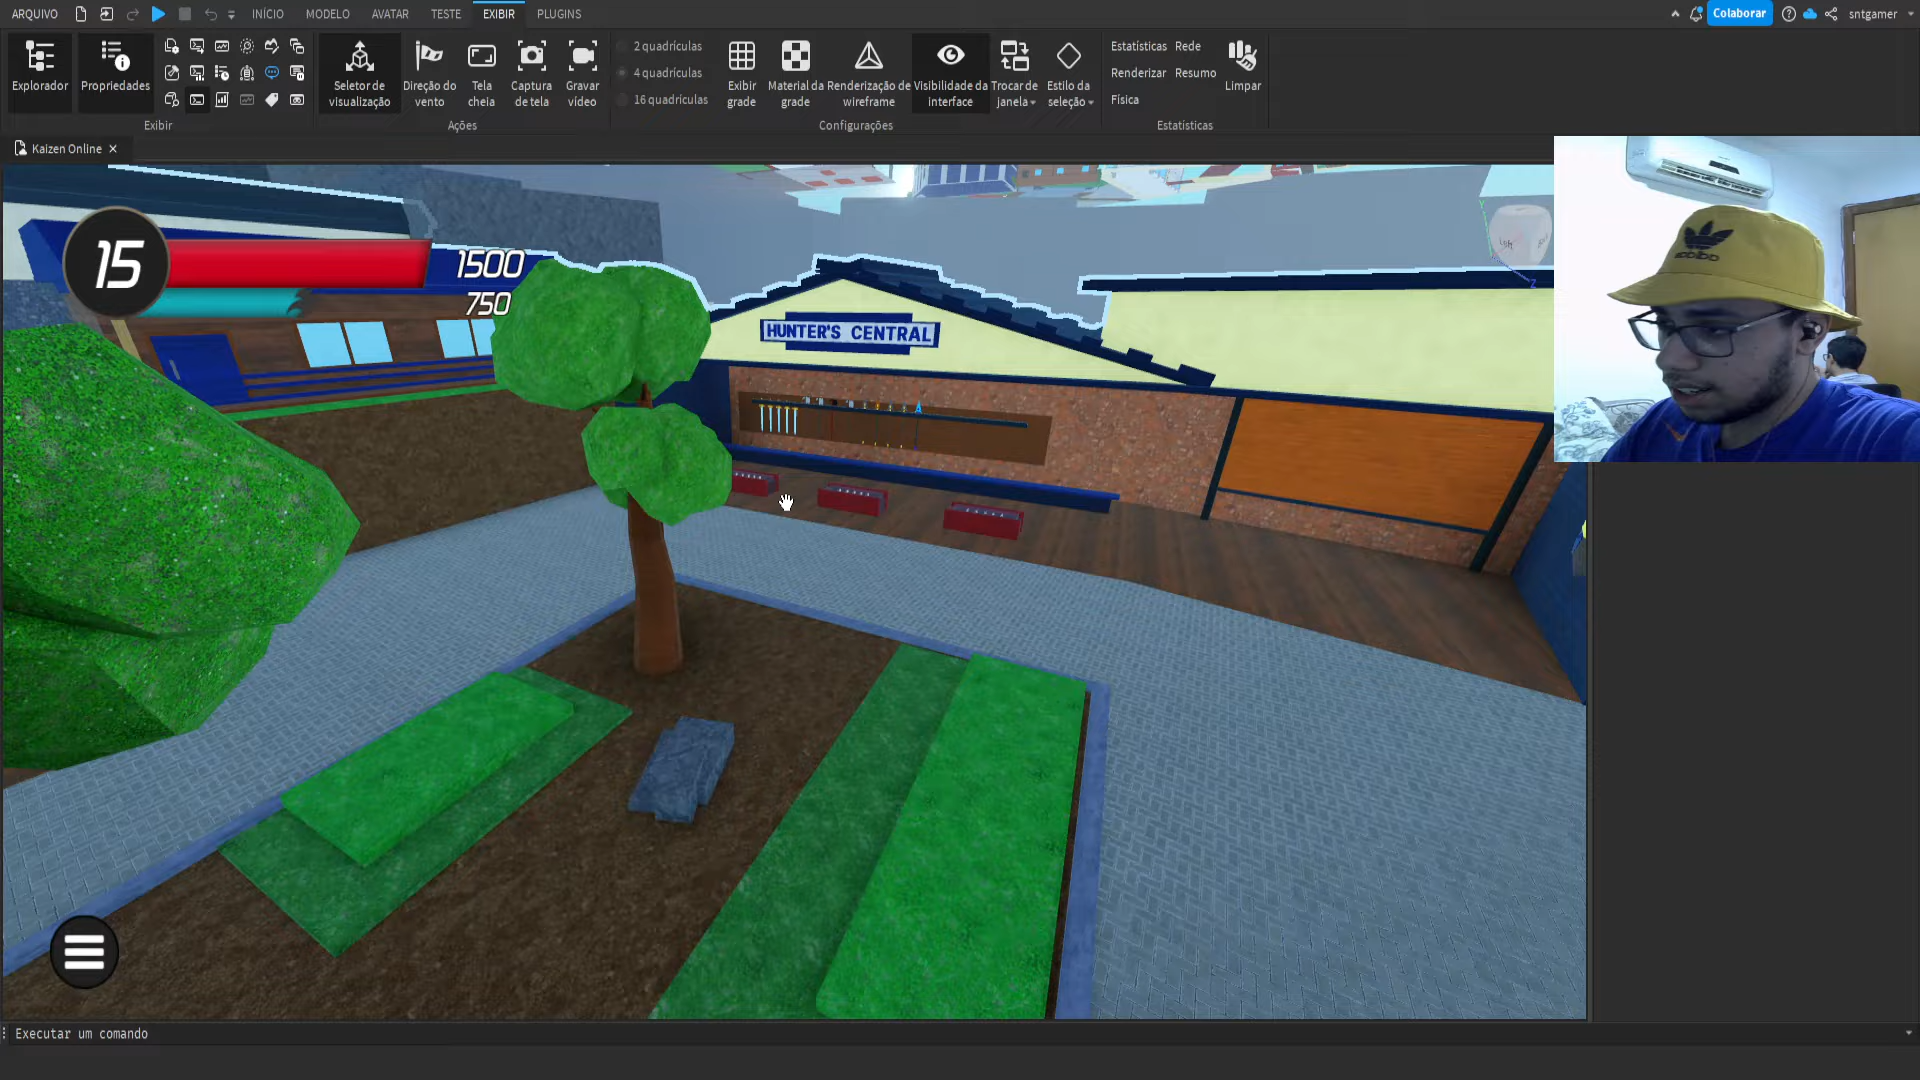 ARQUIVO INÍCIO MODELO AVATAR TESTE EXIBIR PLUGINS Colaborar sntgamer
Explorador
Propriedades
Exibir
Seletor de visualização
Direção do vento
Tela cheia
Captura de tela
Gravar vídeo
Ações
2 quadrículas
4 quadrículas
16 quadrículas
Exibir grade
Material da grade
Renderização de wireframe
Visibilidade da interface
Trocar de janela
Estilo da seleção
Configurações
Estatísticas Rede
Renderizar Resumo
Física
Limpar
Estatísticas
Kaizen Online
15
1500
750
HUNTER'S CENTRAL
adidas
Executar um comando